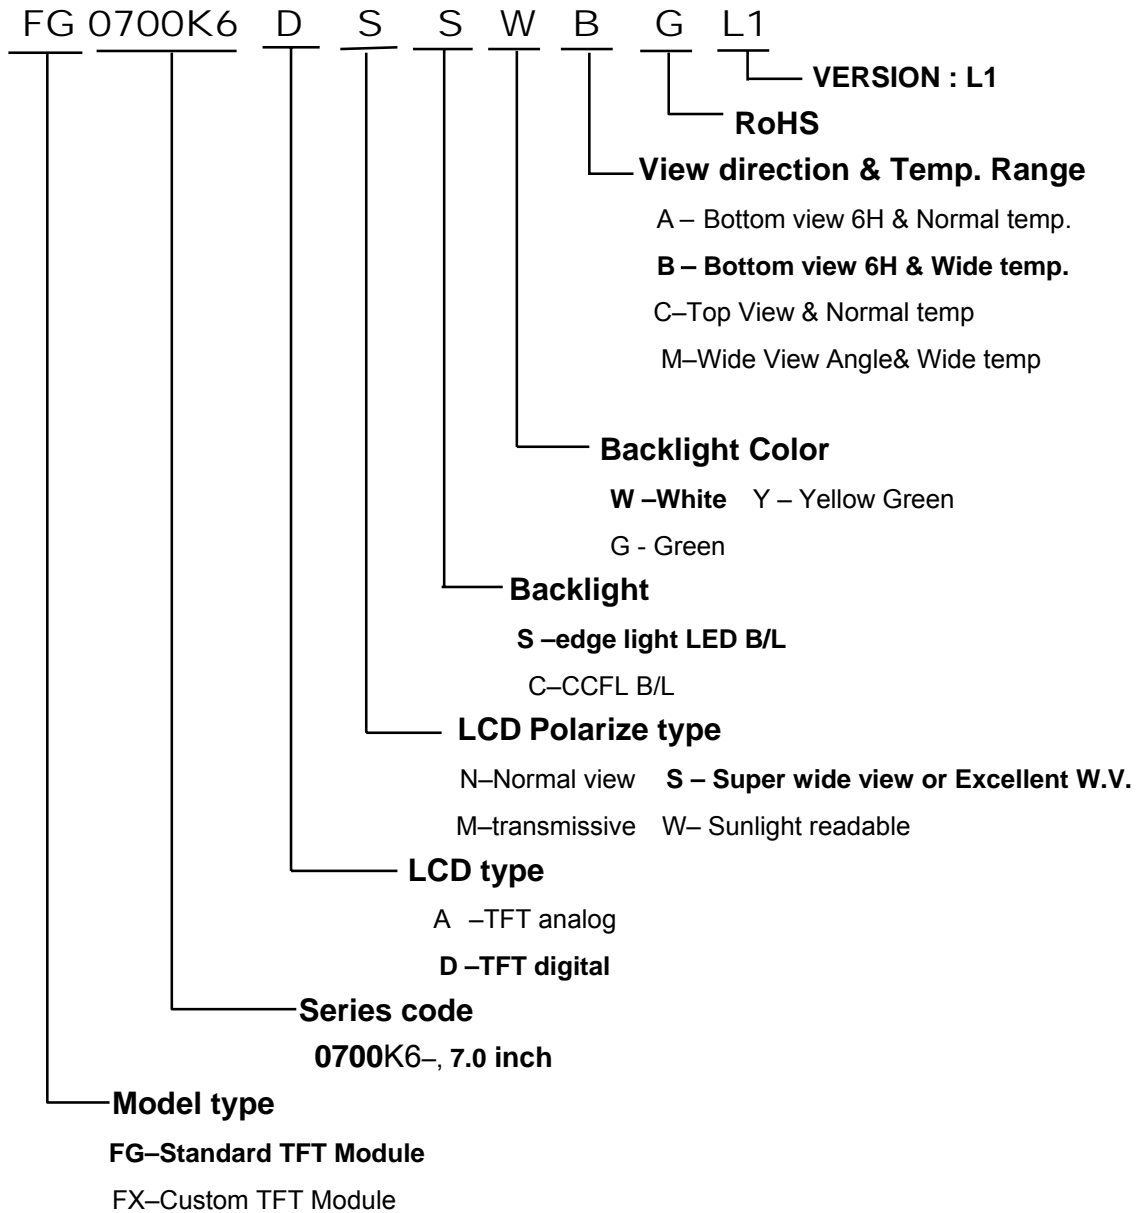 FG 0700K6 D S S W B G L1
VERSION : L1
RoHS
View direction & Temp. Range
A – Bottom view 6H & Normal temp.
B – Bottom view 6H & Wide temp.
C–Top View & Normal temp
M–Wide View Angle& Wide temp
Backlight Color
W –White Y – Yellow Green
G - Green
Backlight
S –edge light LED B/L
C–CCFL B/L
LCD Polarize type
N–Normal view S – Super wide view or Excellent W.V.
M–transmissive W– Sunlight readable
LCD type
A –TFT analog
D –TFT digital
Series code
0700K6–, 7.0 inch
Model type
FG–Standard TFT Module
FX–Custom TFT Module